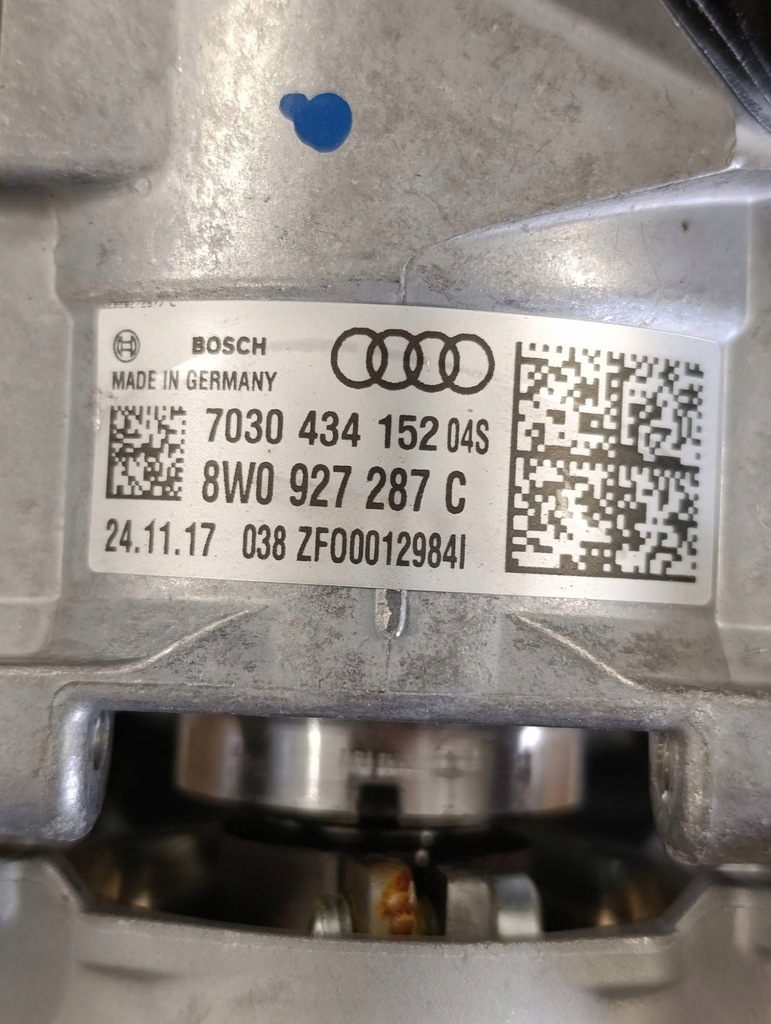 BOSCH
MADE IN GERMANY
7030 434 152 04S
8W0 927 287 C
24.11.17 038 ZF00012984I